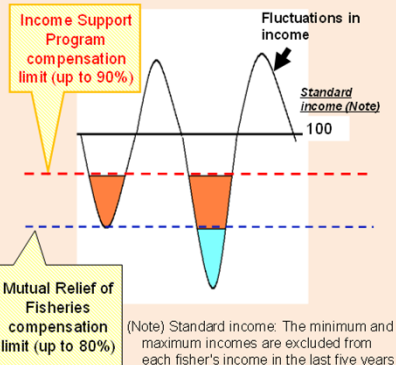 Income Support
Program
compensation
limit (up to 90%)
Fluctuations in
income
Standard
income (Note)
100
Mutual Relief of
Fisheries
compensation
limit (up to 80%)
(Note) Standard income: The minimum and
maximum incomes are excluded from
each fisher's income in the last five years